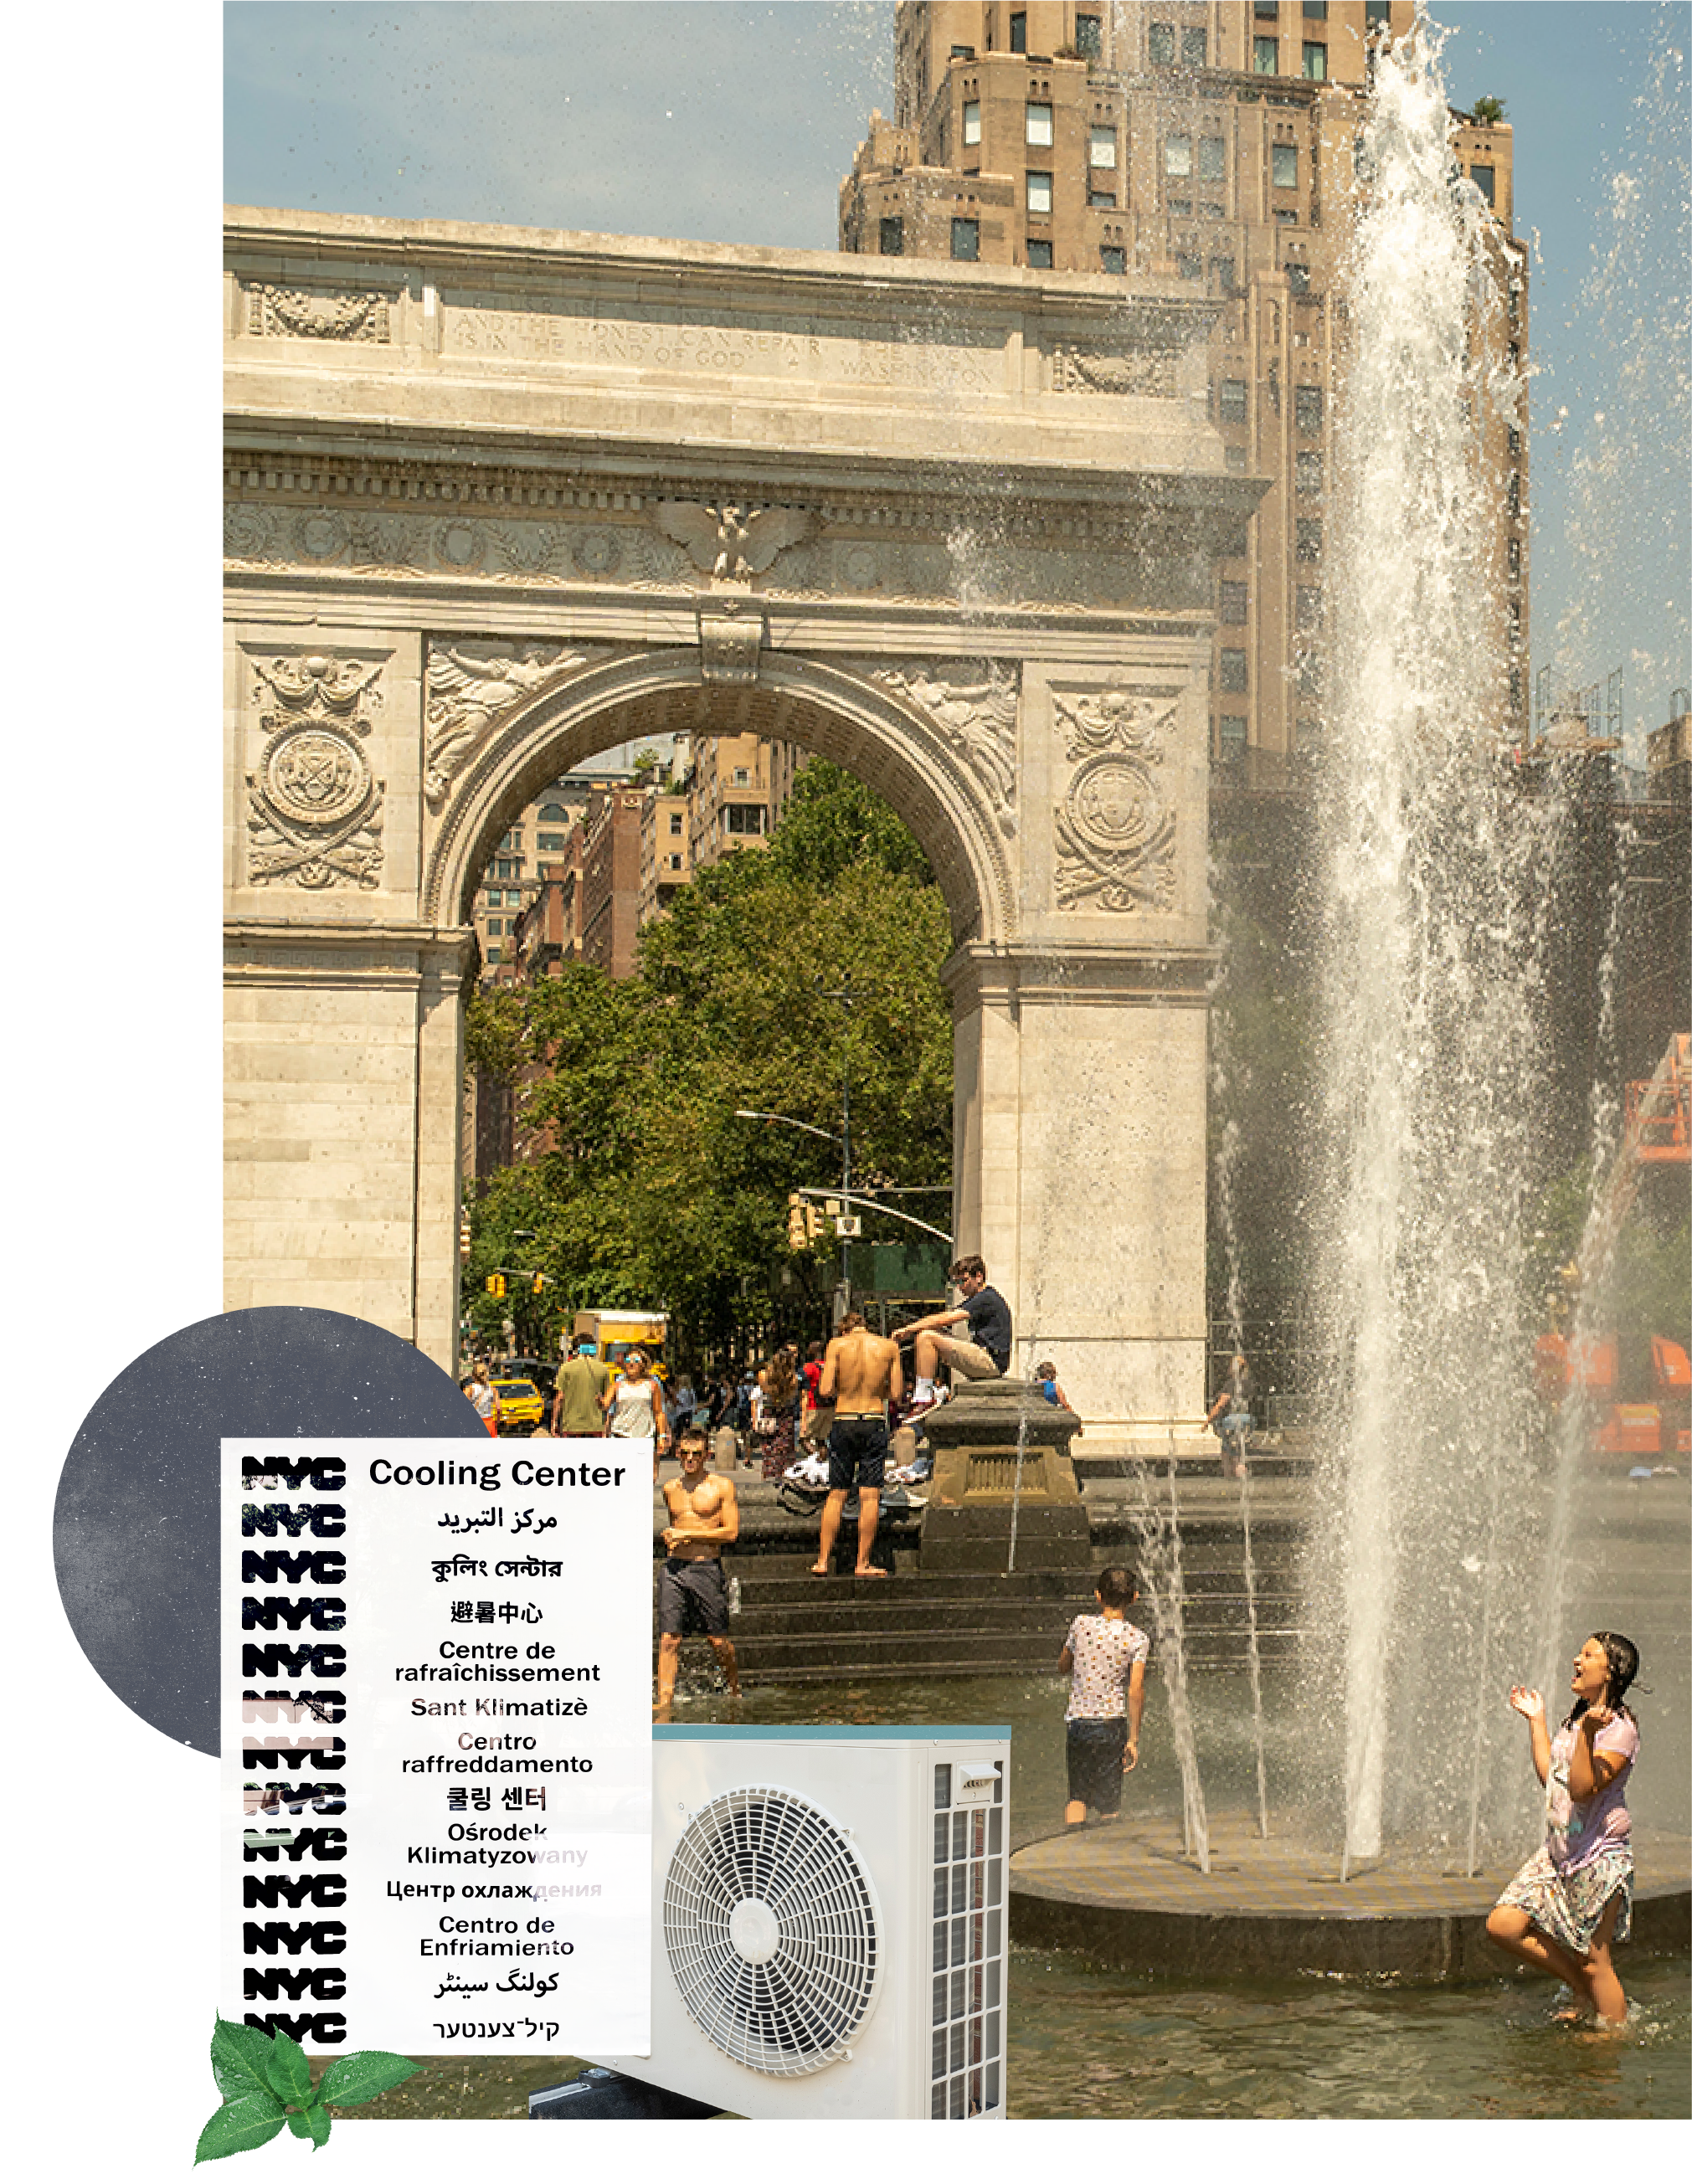 AND THE HONEST CAN REPAIR THE EVENT
IS IN THE HAND OF GOD WASHINGTON
NYC Cooling Center
NYC مركز التبريد
NYC কুলিং সেন্টার
NYC 避暑中心
NYC Centre de
rafraîchissement
NYC Sant Klimatizè
NYC Centro
raffreddamento
NYC 쿨링 센터
NYC Ośrodek
Klimatyzowany
NYC Центр охлаждения
NYC Centro de
Enfriamiento
NYC کولنگ سینٹر
NYC קיל-צענטער